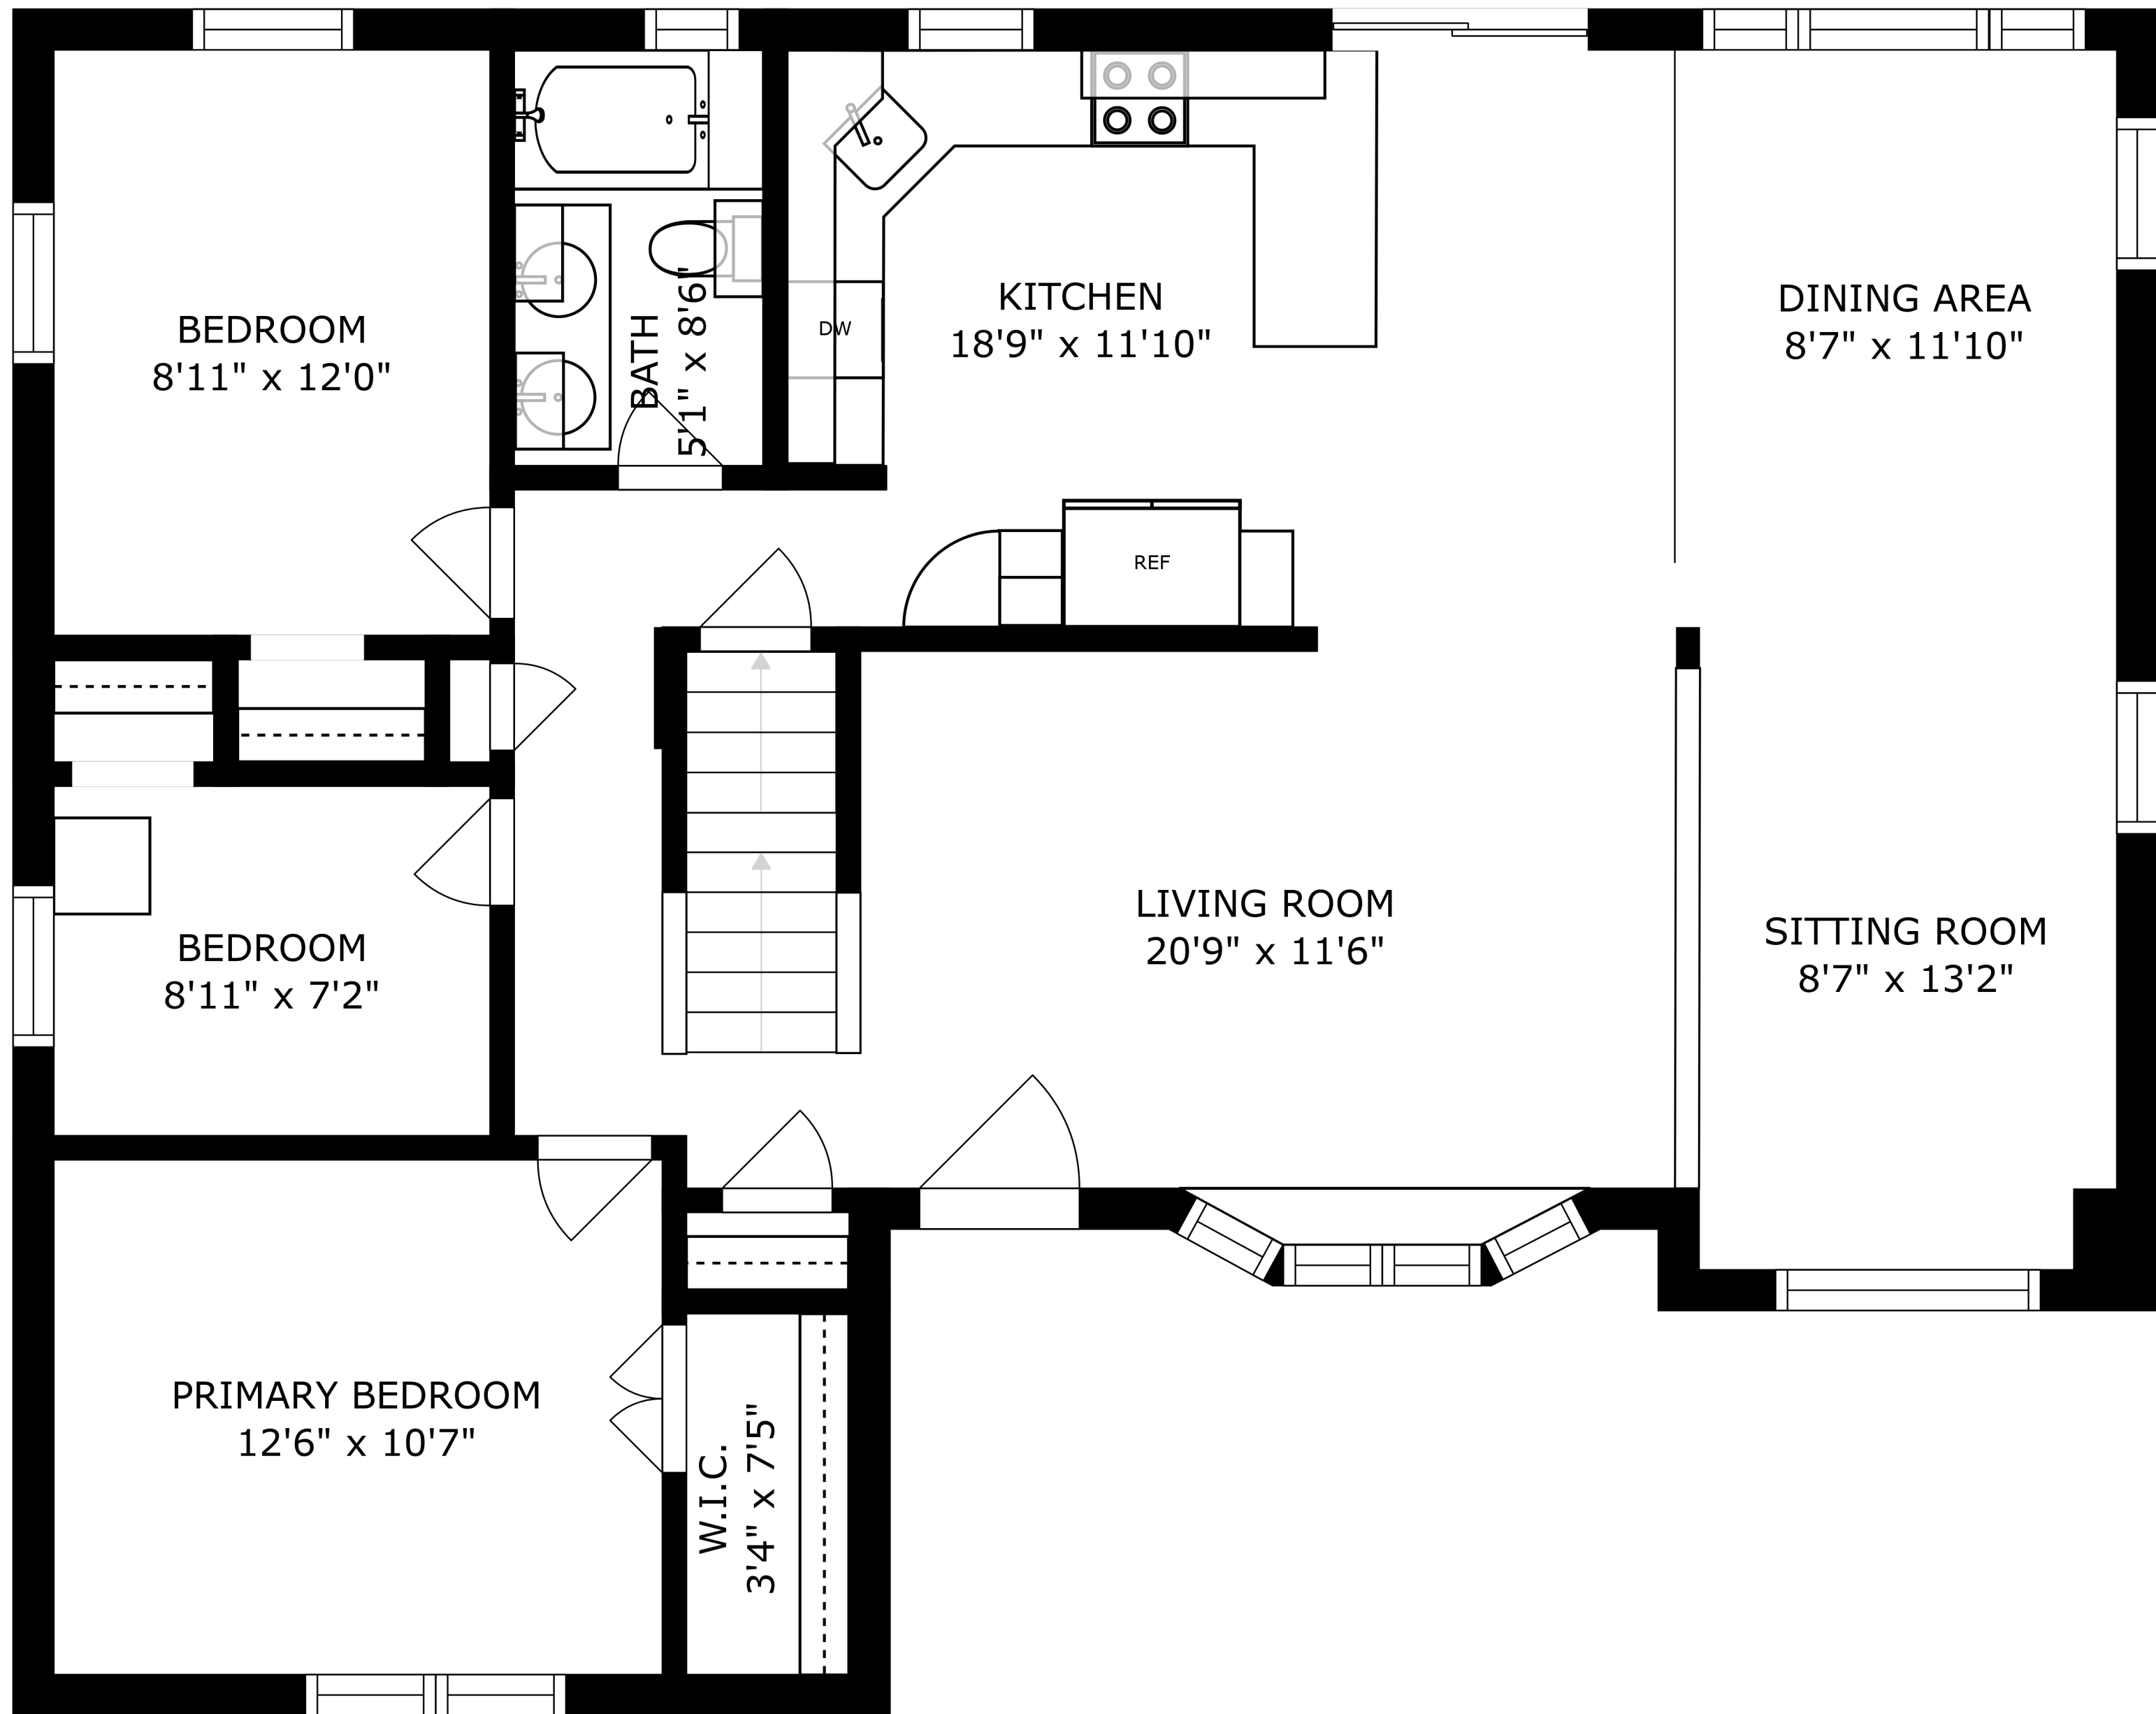 BEDROOM
8'11" x 12'0"
BATH
5'1" x 8'6"
DW
KITCHEN
18'9" x 11'10"
DINING AREA
8'7" x 11'10"
REF
BEDROOM
8'11" x 7'2"
LIVING ROOM
20'9" x 11'6"
SITTING ROOM
8'7" x 13'2"
PRIMARY BEDROOM
12'6" x 10'7"
W.I.C.
3'4" x 7'5"